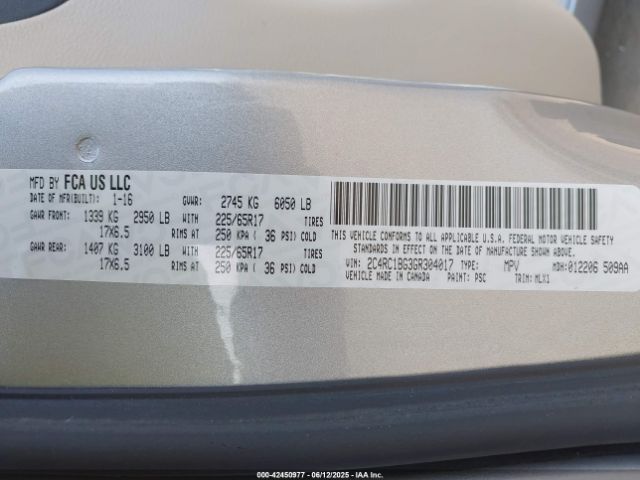 MFD BY FCA US LLC
DATE OF MFR(BUILT): 1-16 GVWR: 2745 KG 6050 LB
GAWR FRONT: 1339 KG 2950 LB WITH 225/65R17 TIRES
17X6.5 RIMS AT 250 KPA ( 36 PSI) COLD
GAWR REAR: 1407 KG 3100 LB WITH 225/65R17 TIRES
17X6.5 RIMS AT 250 KPA ( 36 PSI) COLD
THIS VEHICLE CONFORMS TO ALL APPLICABLE U.S.A. FEDERAL MOTOR VEHICLE SAFETY
STANDARDS IN EFFECT ON THE DATE OF MANUFACTURE SHOWN ABOVE.
VIN: 2C4RC1BG3GR304017 TYPE: MPV MDH: 012206 509AA
VEHICLE MADE IN CANADA PAINT: PSC TRIM: MLX1
000-42450977 - 06/12/2025 - IAAI.COM